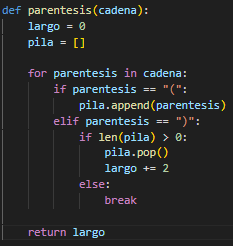 def parentesis(cadena):
    largo = 0
    pila = []

    for parentesis in cadena:
        if parentesis == "(":
            pila.append(parentesis)
        elif parentesis == ")":
            if len(pila) > 0:
                pila.pop()
                largo += 2
            else:
                break

    return largo